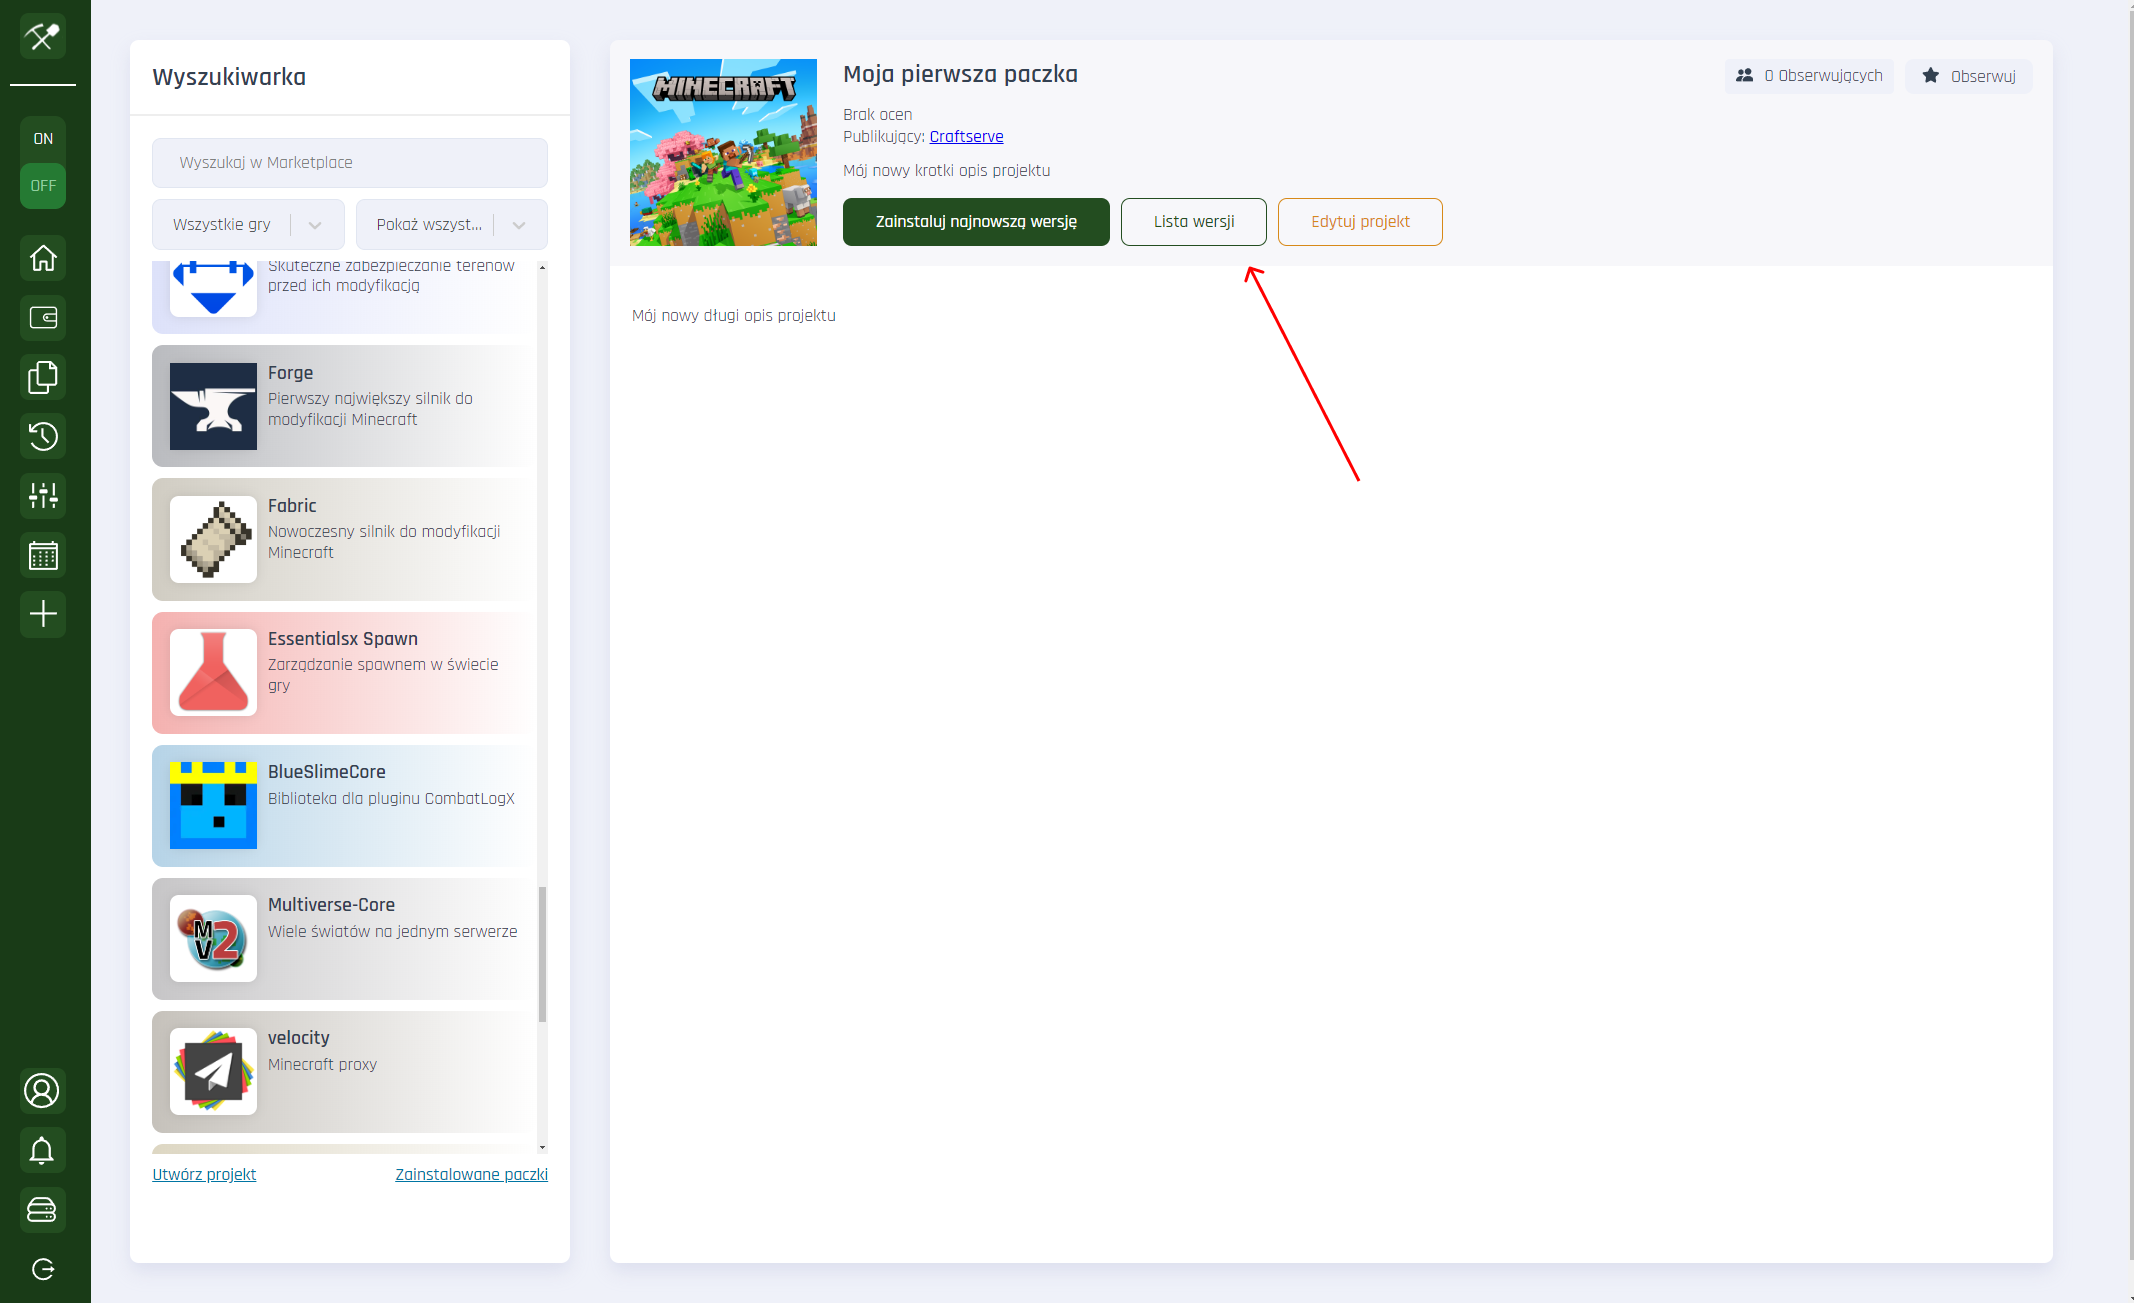 ON
OFF
Wyszukiwarka
Wyszukaj w Marketplace
Wszystkie gry
Pokaż wszyst...
Skuteczne zabezpieczanie terenów
przed ich modyfikacją
Forge
Pierwszy największy silnik do
modyfikacji Minecraft
Fabric
Nowoczesny silnik do modyfikacji
Minecraft
Essentialsx Spawn
Zarządzanie spawnem w świecie
gry
BlueSlimeCore
Biblioteka dla pluginu CombatLogX
MV2
Multiverse-Core
Wiele światów na jednym serwerze
velocity
Minecraft proxy
Utwórz projekt
Zainstalowane paczki
MINECRAFT
Moja pierwsza paczka
0 Obserwujących
Obserwuj
Brak ocen
Publikujący: Craftserve
Mój nowy krotki opis projektu
Zainstaluj najnowszą wersję
Lista wersji
Edytuj projekt
Mój nowy długi opis projektu